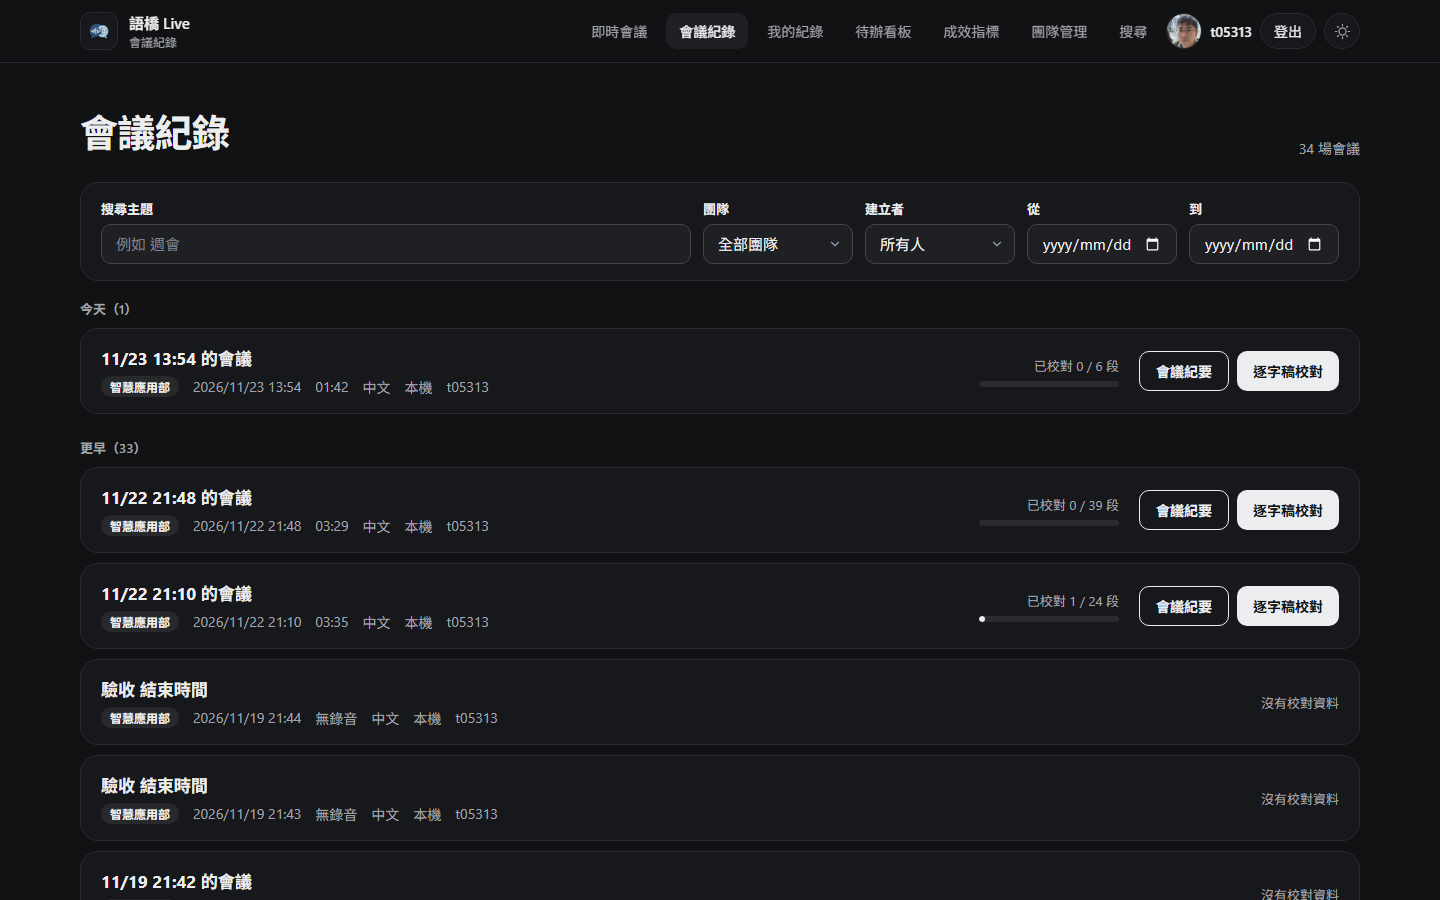 語橋 Live
會議紀錄
即時會議 會議紀錄 我的紀錄 待辦看板 成效指標 團隊管理 搜尋 t05313 登出
會議紀錄
34 場會議
搜尋主題 團隊 建立者 從 到
例如 週會 全部團隊 所有人 yyyy/mm/dd yyyy/mm/dd
今天 (1)
11/23 13:54 的會議
智慧應用部 2026/11/23 13:54 01:42 中文 本機 t05313
已校對 0 / 6 段 會議紀要 逐字稿校對
更早 (33)
11/22 21:48 的會議
智慧應用部 2026/11/22 21:48 03:29 中文 本機 t05313
已校對 0 / 39 段 會議紀要 逐字稿校對
11/22 21:10 的會議
智慧應用部 2026/11/22 21:10 03:35 中文 本機 t05313
已校對 1 / 24 段 會議紀要 逐字稿校對
驗收 結束時間
智慧應用部 2026/11/19 21:44 無錄音 中文 本機 t05313
沒有校對資料
驗收 結束時間
智慧應用部 2026/11/19 21:43 無錄音 中文 本機 t05313
沒有校對資料
11/19 21:42 的會議
沒有校對資料